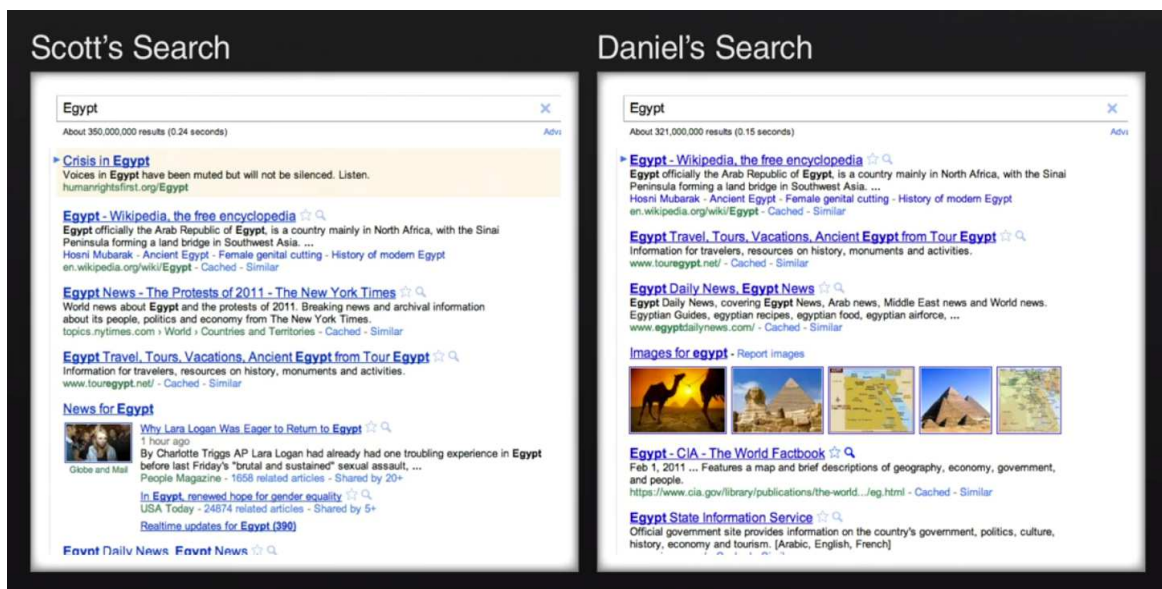 Scott's Search
Egypt
About 350,000,000 results (0.24 seconds)
Crisis in Egypt
Voices in Egypt have been muted but will not be silenced. Listen.
humanrightsfirst.org/Egypt
Egypt - Wikipedia, the free encyclopedia
Egypt officially the Arab Republic of Egypt, is a country mainly in North Africa, with the Sinai
Peninsula forming a land bridge in Southwest Asia. ...
Hosni Mubarak - Ancient Egypt - Female genital cutting - History of modern Egypt
en.wikipedia.org/wiki/Egypt - Cached - Similar
Egypt News - The Protests of 2011 - The New York Times
World news about Egypt and the protests of 2011. Breaking news and archival information
about its people, politics and economy from The New York Times.
topics.nytimes.com › World › Countries and Territories - Cached - Similar
Egypt Travel, Tours, Vacations, Ancient Egypt from Tour Egypt
Information for travelers, resources on history, monuments and activities.
www.touregypt.net/ - Cached - Similar
News for Egypt
Why Lara Logan Was Eager to Return to Egypt
1 hour ago
By Charlotte Triggs AP Lara Logan had already had one troubling experience in Egypt
before last Friday's "brutal and sustained" sexual assault, ...
People Magazine - 1658 related articles - Shared by 20+
Globe and Mail
In Egypt, renewed hope for gender equality
USA Today - 24874 related articles - Shared by 5+
Realtime updates for Egypt (390)
Egypt Daily News, Egypt News
Daniel's Search
Egypt
About 321,000,000 results (0.15 seconds)
Egypt - Wikipedia, the free encyclopedia
Egypt officially the Arab Republic of Egypt, is a country mainly in North Africa, with the Sinai
Peninsula forming a land bridge in Southwest Asia. ...
Hosni Mubarak - Ancient Egypt - Female genital cutting - History of modern Egypt
en.wikipedia.org/wiki/Egypt - Cached - Similar
Egypt Travel, Tours, Vacations, Ancient Egypt from Tour Egypt
Information for travelers, resources on history, monuments and activities.
www.touregypt.net/ - Cached - Similar
Egypt Daily News, Egypt News
Egypt Daily News, covering Egypt News, Arab news, Middle East news and World news.
Egyptian Guides, egyptian recipes, egyptian food, egyptian airforce, ...
www.egyptdailynews.com/ - Cached - Similar
Images for egypt - Report images
Egypt - CIA - The World Factbook
Feb 1, 2011 ... Features a map and brief descriptions of geography, economy, government,
and people.
https://www.cia.gov/library/publications/the-world.../eg.html - Cached - Similar
Egypt State Information Service
Official government site provides information on the country's government, politics, culture,
history, economy and tourism. [Arabic, English, French]